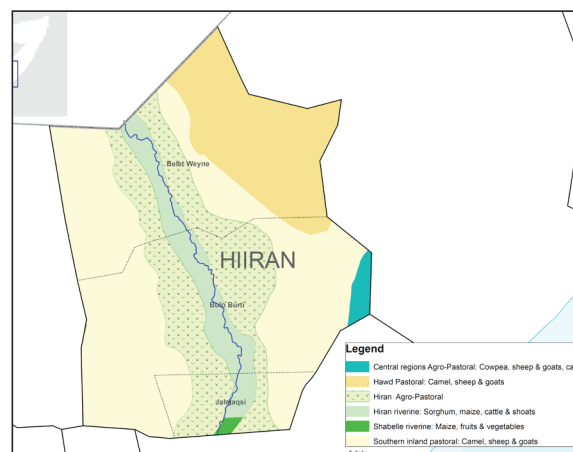 Belet Weyne
HIIRAN
Bulo Burti
Jalalaqsi
Legend
Central regions Agro-Pastoral: Cowpea, sheep & goats, ca
Hawd Pastoral: Camel, sheep & goats
Hiran Agro-Pastoral
Hiran riverine: Sorghum, maize, cattle & shoats
Shabelle riverine: Maize, fruits & vegetables
Southern inland pastoral: Camel, sheep & goats